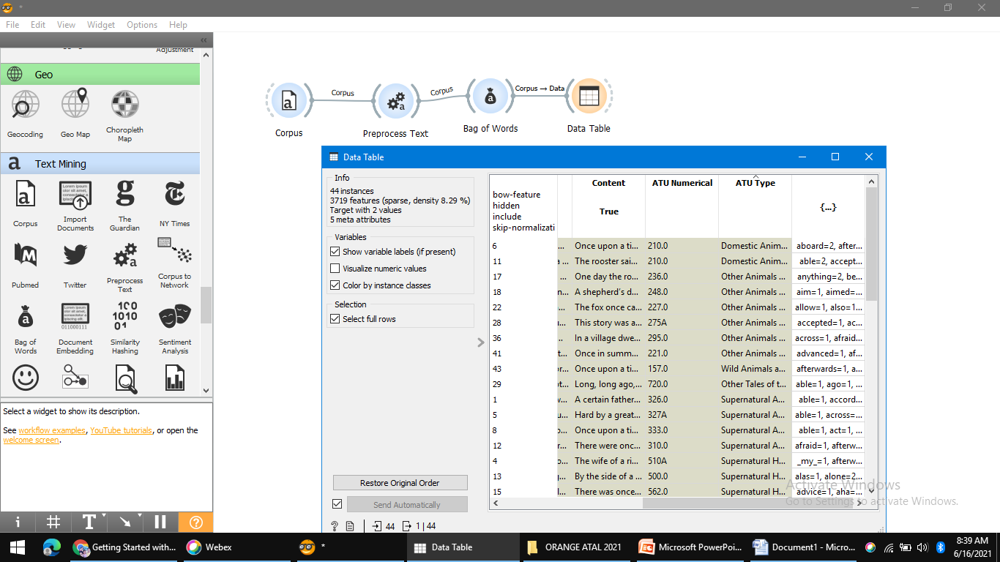 *
File Edit View Widget Options Help
Adjustment
Geo
Geocoding Geo Map Choropleth Map
a Text Mining
Corpus Import Documents The Guardian NY Times
Pubmed Twitter Preprocess Text Corpus to Network
Bag of Words Document Embedding Similarity Hashing Sentiment Analysis
Select a widget to show its description.
See workflow examples, YouTube tutorials, or open the
welcome screen.
Corpus Corpus Corpus → Data
Corpus Preprocess Text Bag of Words Data Table
Data Table
Info
44 instances
3719 features (sparse, density 8.29 %)
Target with 2 values
5 meta attributes
Variables
Show variable labels (if present)
Visualize numeric values
Color by instance classes
Selection
Select full rows
Restore Original Order
Send Automatically
? 44 1 | 44
Content ATU Numerical ATU Type
bow-feature
hidden
include
skip-normalizati
True
{...}
6 ... Once upon a ti... 210.0 Domestic Anim... aboard=2, after...
11 a ... The rooster sai... 210.0 Domestic Anim... able=2, accept...
17 ... One day the ro... 236.0 Other Animals ... anything=2, be...
18 n... A shepherd's d... 248.0 Other Animals ... aim=1, aimed=...
22 ... The fox once ca... 227.0 Other Animals ... allow=1, also=1...
28 ... This story was a... 275A Other Animals ... accepted=1, ac...
36 ... In a village dwe... 295.0 Other Animals ... across=1, afraid...
41 t... Once in summ... 221.0 Other Animals ... advanced=1, af...
43 or... Once upon a ti... 157.0 Wild Animals a... afterwards=1, a...
29 ot... Long, long ago,... 720.0 Other Tales of t... able=1, ago=1, ...
1 ... A certain father... 326.0 Supernatural A... able=1, accord...
5 ... Hard by a great... 327A Supernatural A... able=1, across=...
8 ... Once upon a ti... 333.0 Supernatural A... able=1, act=1, ...
12 r... There were onc... 310.0 Supernatural A... afraid=1, afterw...
4 o... The wife of a ri... 510A Supernatural H... _my_=1, afterw...
13 ... By the side of a ... 500.0 Supernatural H... alas=1, alone=2...
15 l... There was once... 562.0 Supernatural H... advice=1, aha=...
Activate Windows
Go to Settings to activate Windows.
Getting Started with... Webex * Data Table ORANGE ATAL 2021 Microsoft PowerPoi... Document1 - Micro... 8:39 AM
6/16/2021